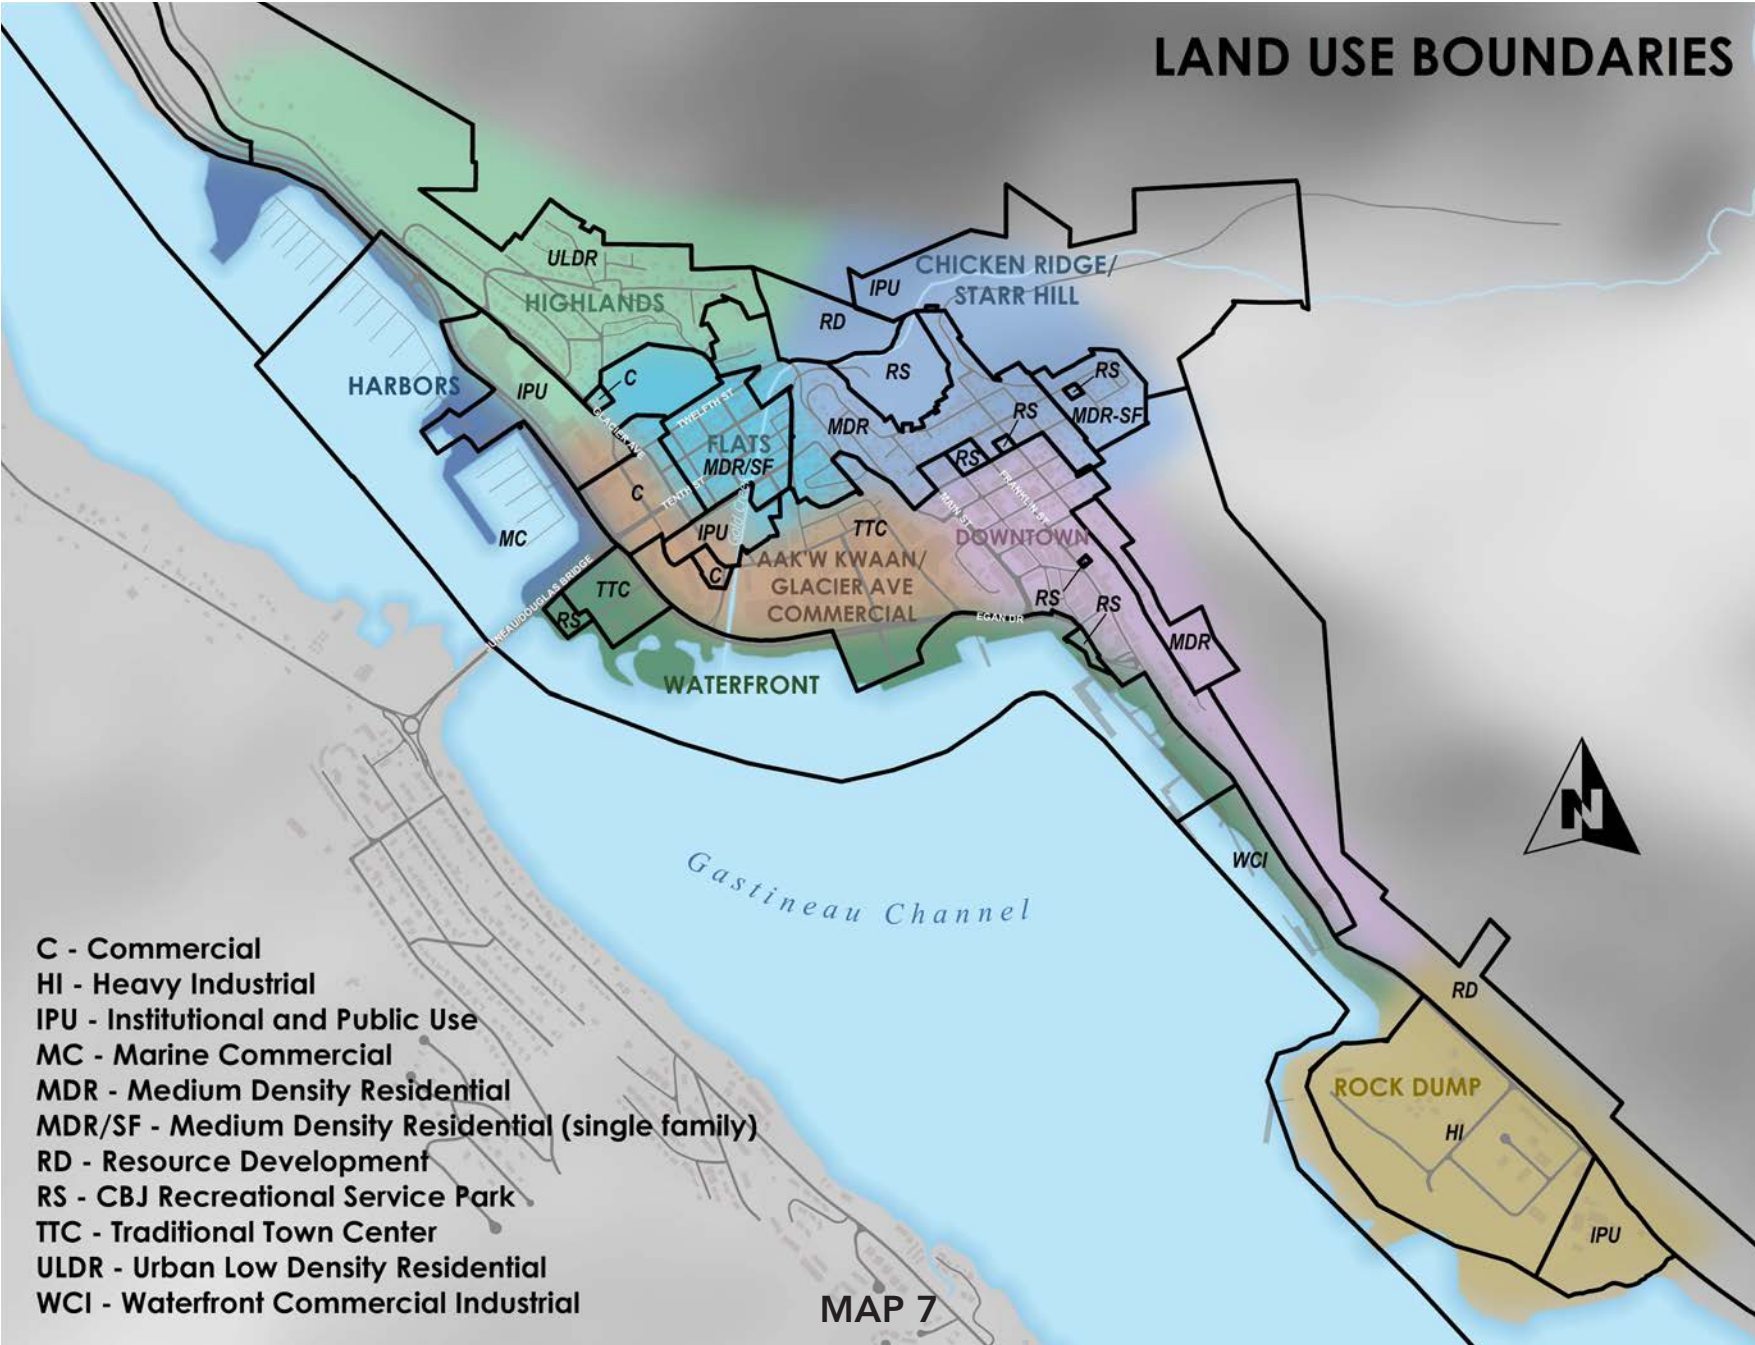 LAND USE BOUNDARIES
ULDR
HIGHLANDS
CHICKEN RIDGE/
STARR HILL
IPU
RD
RS
HARBORS
IPU
C
GLACIER AVE
TWELFTH ST
FLATS
MDR/SF
TENTH ST
Gold Creek
MDR
RS
RS
RS
MDR-SF
C
IPU
C
MC
TTC
AAK'W KWAAN/
GLACIER AVE
COMMERCIAL
MAIN ST
FRANKLIN ST
DOWNTOWN
TTC
RS
JUNEAU/DOUGLAS BRIDGE
EGAN DR
RS
RS
MDR
WATERFRONT
N
WCI
Gastineau Channel
RD
ROCK DUMP
HI
IPU
C - Commercial
HI - Heavy Industrial
IPU - Institutional and Public Use
MC - Marine Commercial
MDR - Medium Density Residential
MDR/SF - Medium Density Residential (single family)
RD - Resource Development
RS - CBJ Recreational Service Park
TTC - Traditional Town Center
ULDR - Urban Low Density Residential
WCI - Waterfront Commercial Industrial
MAP 7